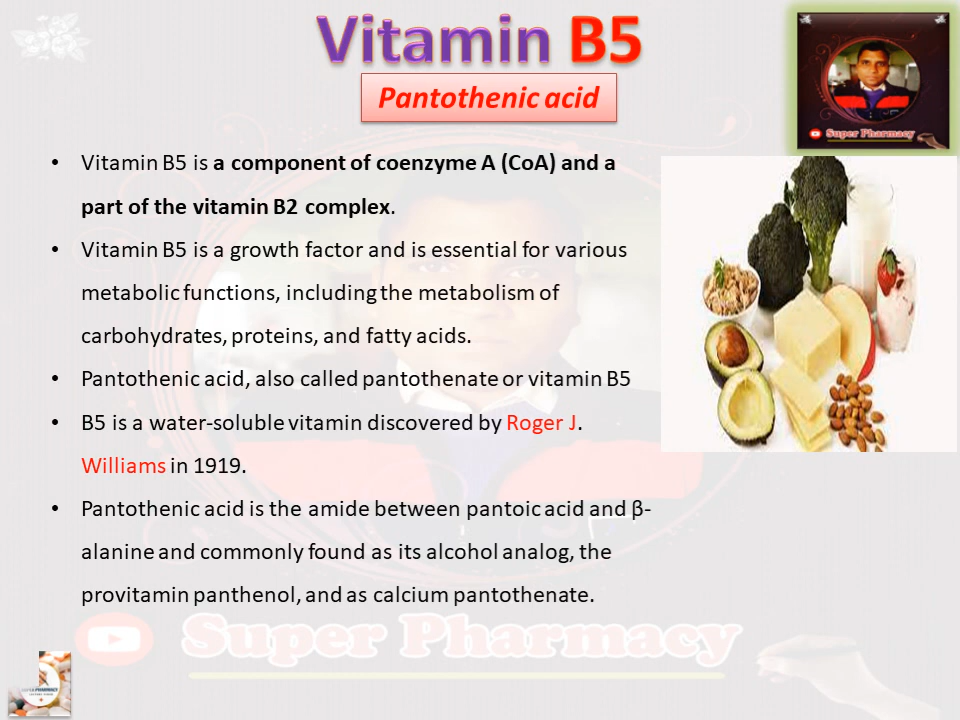 Vitamin B5
Pantothenic acid
Super Pharmacy
• Vitamin B5 is a component of coenzyme A (CoA) and a
part of the vitamin B2 complex.
• Vitamin B5 is a growth factor and is essential for various
metabolic functions, including the metabolism of
carbohydrates, proteins, and fatty acids.
• Pantothenic acid, also called pantothenate or vitamin B5
• B5 is a water-soluble vitamin discovered by Roger J.
Williams in 1919.
• Pantothenic acid is the amide between pantoic acid and β-
alanine and commonly found as its alcohol analog, the
provitamin panthenol, and as calcium pantothenate.
Super Pharmacy